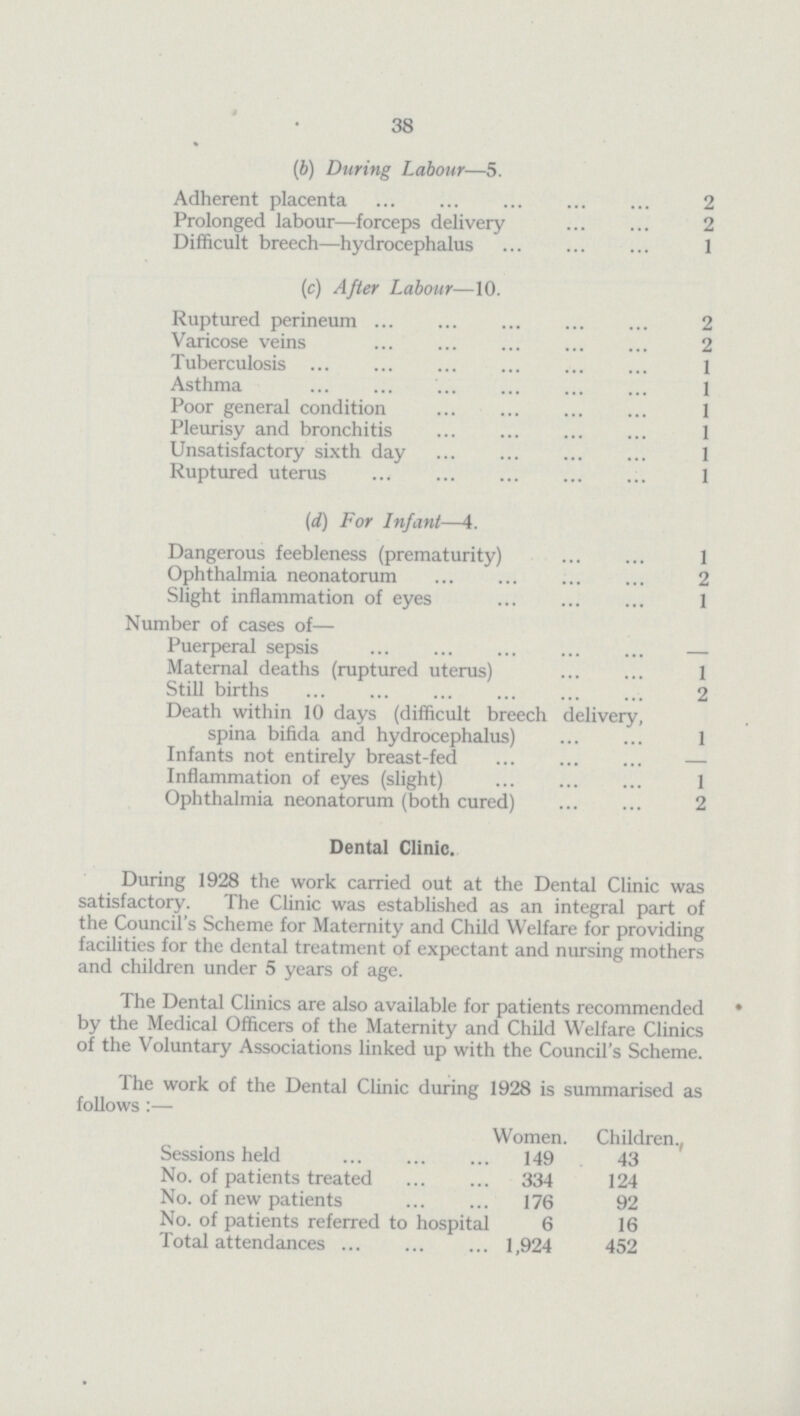 38
(b) During Labour—5.
Adherent placenta ... ... ... ... ... 2
Prolonged labour—forceps delivery ... ... 2
Difficult breech—hydrocephalus ... ... ... 1
(c) After Labour—10.
Ruptured perineum ... ... ... ... ... 2
Varicose veins ... ... ... ... ... 2
Tuberculosis ... ... ... ... ... ... 1
Asthma ... ... ... ... ... ... 1
Poor general condition ... ... ... ... 1
Pleurisy and bronchitis ... ... ... ... 1
Unsatisfactory sixth day ... ... ... ... 1
Ruptured uterus ... ... ... ... ... 1
(d) For Infant—4.
Dangerous feebleness (prematurity) ... ... 1
Ophthalmia neonatorum ... ... ... ... 2
Slight inflammation of eyes ... ... ... 1
Number of cases of—
Puerperal sepsis ... ... ... ... ... —
Maternal deaths (ruptured uterus) ... ... 1
Still births ... ... ... ... ... ... 2
Death within 10 days (difficult breech delivery,
spina bifida and hydrocephalus) ... ... 1
Infants not entirely breast-fed ... ... ... —
Inflammation of eyes (slight) ... ... ... 1
Ophthalmia neonatorum (both cured) ... ... 2
Dental Clinic.
During 1928 the work carried out at the Dental Clinic was
satisfactory. The Clinic was established as an integral part of
the Council's Scheme for Maternity and Child Welfare for providing
facilities for the dental treatment of expectant and nursing mothers
and children under 5 years of age.
The Dental Clinics are also available for patients recommended
by the Medical Officers of the Maternity and Child Welfare Clinics
of the Voluntary Associations linked up with the Council's Scheme.
The work of the Dental Clinic during 1928 is summarised as
follows :—
Women. Children.
Sessions held ... ... ... 149 43
No. of patients treated ... ... 334 124
No. of new patients ... ... 176 92
No. of patients referred to hospital 6 16
Total attendances ... ... ... 1,924 452